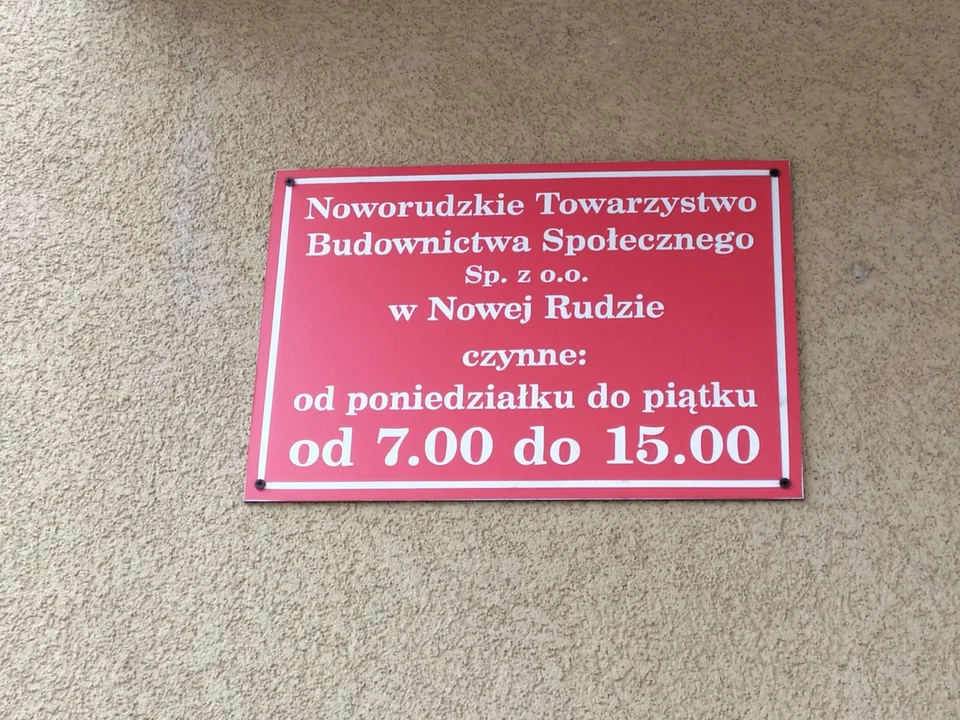 Noworudzkie Towarzystwo
Budownictwa Społecznego
Sp. z o.o.
w Nowej Rudzie
czynne:
od poniedziałku do piątku
od 7.00 do 15.00